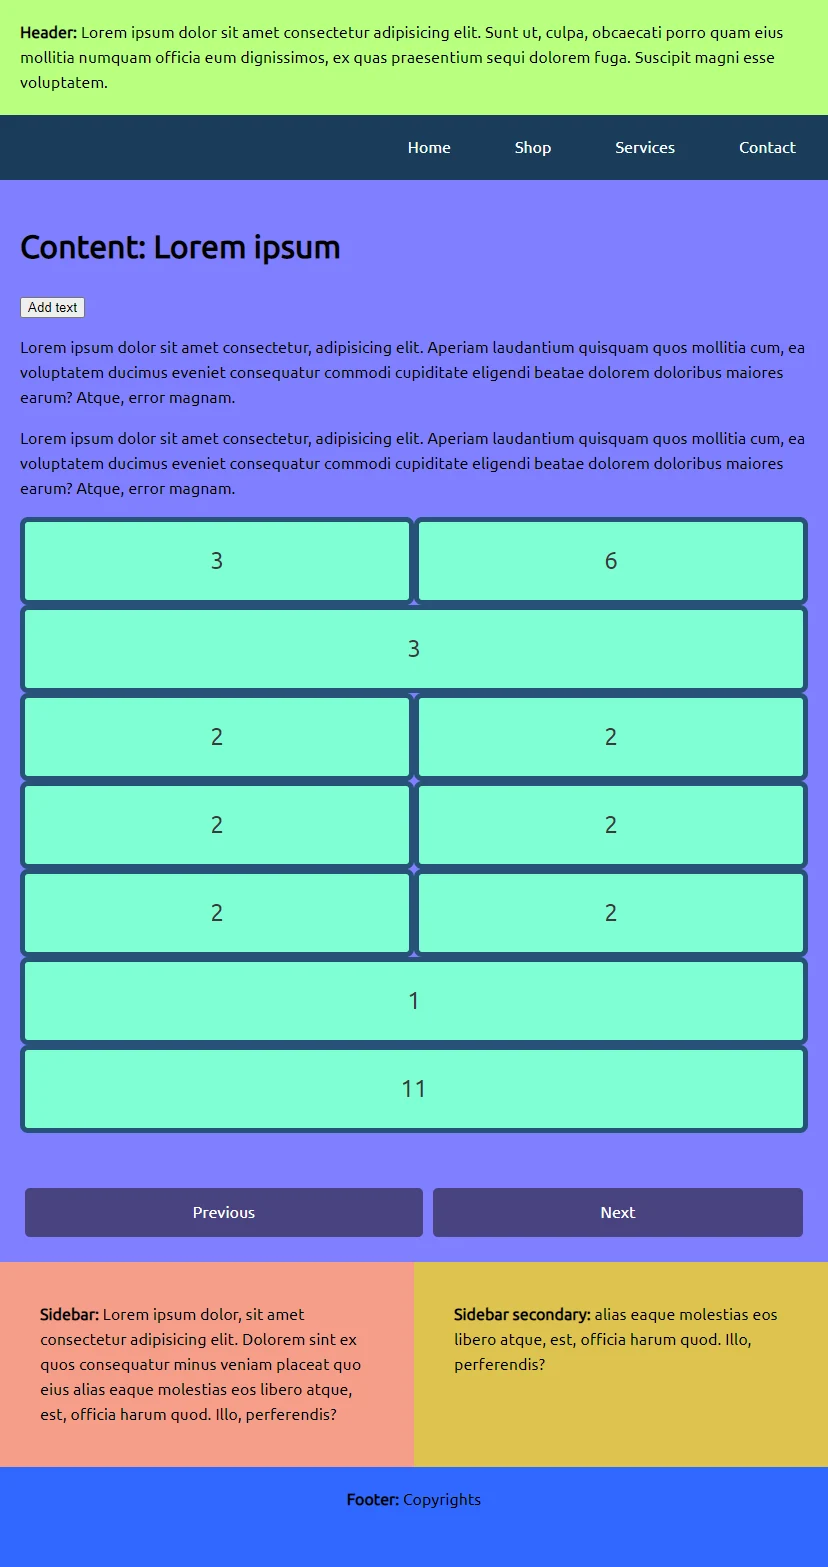 Header: Lorem ipsum dolor sit amet consectetur adipisicing elit. Sunt ut, culpa, obcaecati porro quam eius
mollitia numquam officia eum dignissimos, ex quas praesentium sequi dolorem fuga. Suscipit magni esse
voluptatem.
Home Shop Services Contact
Content: Lorem ipsum
Add text
Lorem ipsum dolor sit amet consectetur, adipisicing elit. Aperiam laudantium quisquam quos mollitia cum, ea
voluptatem ducimus eveniet consequatur commodi cupiditate eligendi beatae dolorem doloribus maiores
earum? Atque, error magnam.
Lorem ipsum dolor sit amet consectetur, adipisicing elit. Aperiam laudantium quisquam quos mollitia cum, ea
voluptatem ducimus eveniet consequatur commodi cupiditate eligendi beatae dolorem doloribus maiores
earum? Atque, error magnam.
3 6
3
2 2
2 2
2 2
1
11
Previous Next
Sidebar: Lorem ipsum dolor, sit amet
consectetur adipisicing elit. Dolorem sint ex
quos consequatur minus veniam placeat quo
eius alias eaque molestias eos libero atque,
est, officia harum quod. Illo, perferendis?
Sidebar secondary: alias eaque molestias eos
libero atque, est, officia harum quod. Illo,
perferendis?
Footer: Copyrights